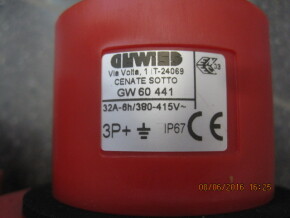 GEWISS
Via Volta, 1 IT-24069
CENATE SOTTO
GW 60 441
32A-6h/380-415V~
3P+ IP67 CE
08/06/2016 16:25